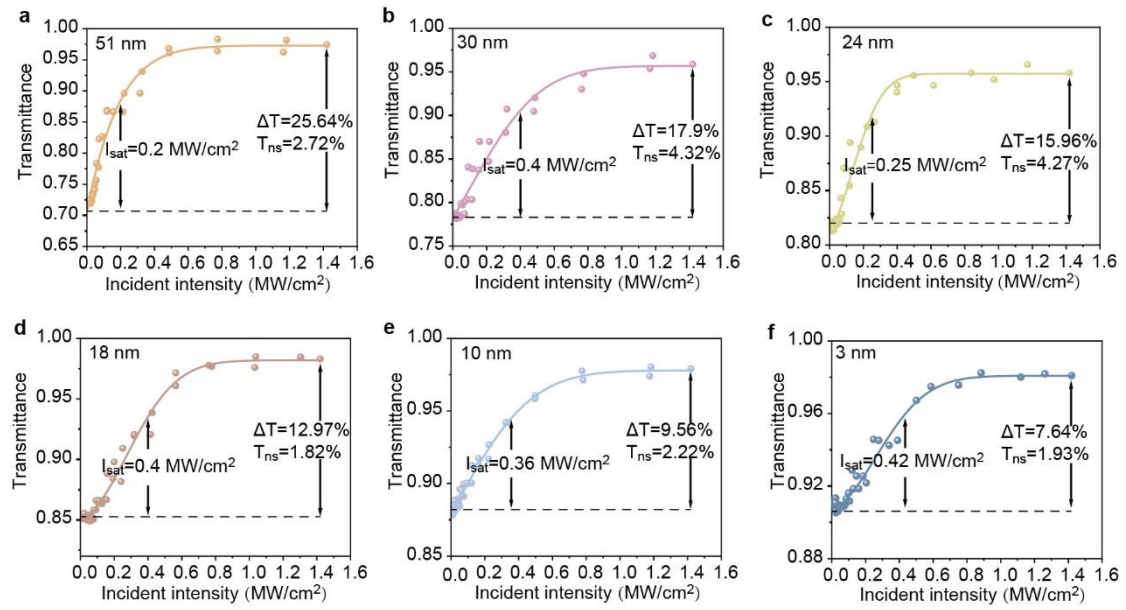 a
51 nm
1.00
0.95
0.90
0.85
0.80
0.75
0.70
0.65
Transmittance
I_sat=0.2 MW/cm²
ΔT=25.64%
T_ns=2.72%
0.0 0.2 0.4 0.6 0.8 1.0 1.2 1.4 1.6
Incident intensity (MW/cm²)
b
30 nm
1.00
0.95
0.90
0.85
0.80
0.75
Transmittance
I_sat=0.4 MW/cm²
ΔT=17.9%
T_ns=4.32%
0.0 0.2 0.4 0.6 0.8 1.0 1.2 1.4 1.6
Incident intensity (MW/cm²)
c
24 nm
1.00
0.95
0.90
0.85
0.80
Transmittance
I_sat=0.25 MW/cm²
ΔT=15.96%
T_ns=4.27%
0.0 0.2 0.4 0.6 0.8 1.0 1.2 1.4 1.6
Incident intensity (MW/cm²)
d
18 nm
1.00
0.95
0.90
0.85
Transmittance
I_sat=0.4 MW/cm²
ΔT=12.97%
T_ns=1.82%
0.0 0.2 0.4 0.6 0.8 1.0 1.2 1.4 1.6
Incident intensity (MW/cm²)
e
10 nm
1.00
0.95
0.90
0.85
Transmittance
I_sat=0.36 MW/cm²
ΔT=9.56%
T_ns=2.22%
0.0 0.2 0.4 0.6 0.8 1.0 1.2 1.4 1.6
Incident intensity (MW/cm²)
f
3 nm
1.00
0.96
0.92
0.88
Transmittance
I_sat=0.42 MW/cm²
ΔT=7.64%
T_ns=1.93%
0.0 0.2 0.4 0.6 0.8 1.0 1.2 1.4 1.6
Incident intensity (MW/cm²)